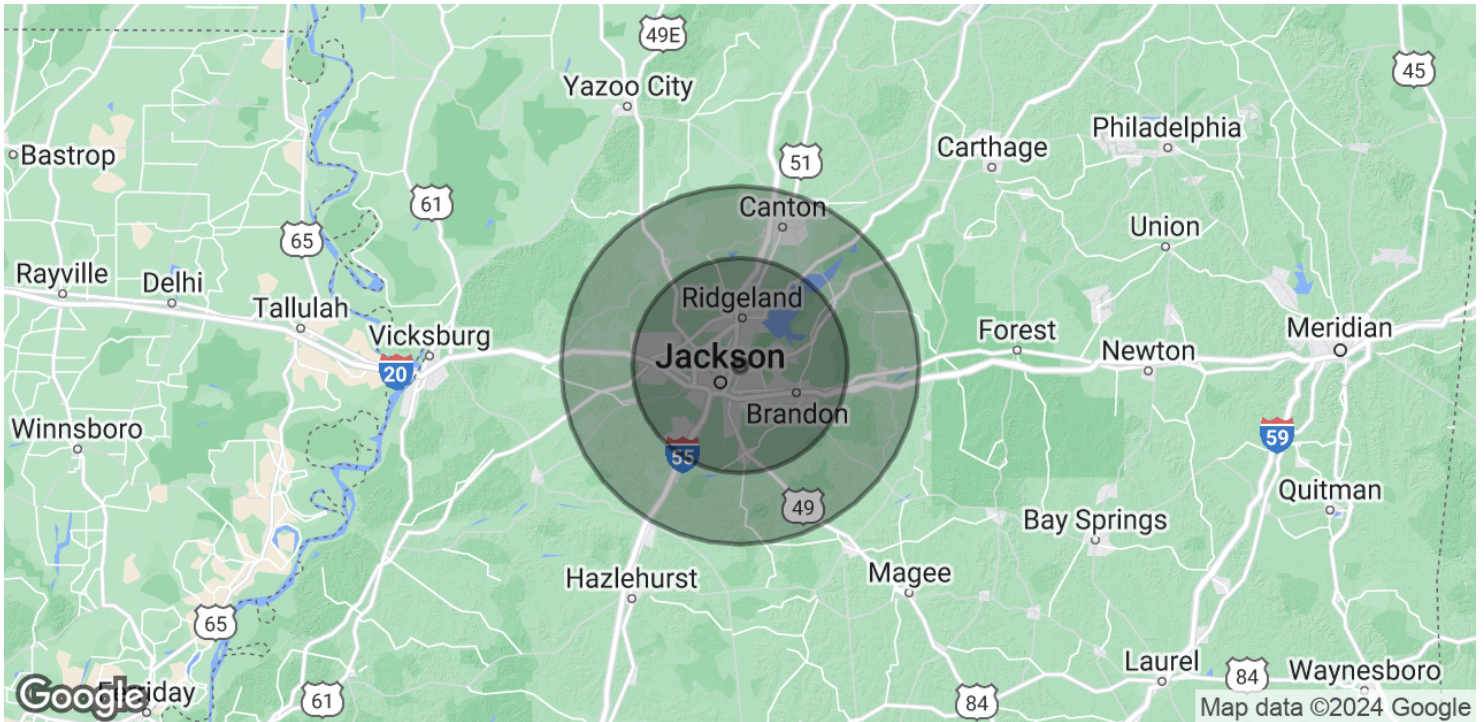 49E
45
Yazoo City
Philadelphia
Carthage
51
Bastrop
61
Canton
65
Union
Rayville
Delhi
Tallulah
Ridgeland
Vicksburg
Forest
Meridian
Jackson
Newton
20
Brandon
Winnsboro
55
59
49
Quitman
Bay Springs
Hazlehurst
Magee
65
Laurel
84
Waynesboro
Google
Ferriday
61
84
Map data ©2024 Google